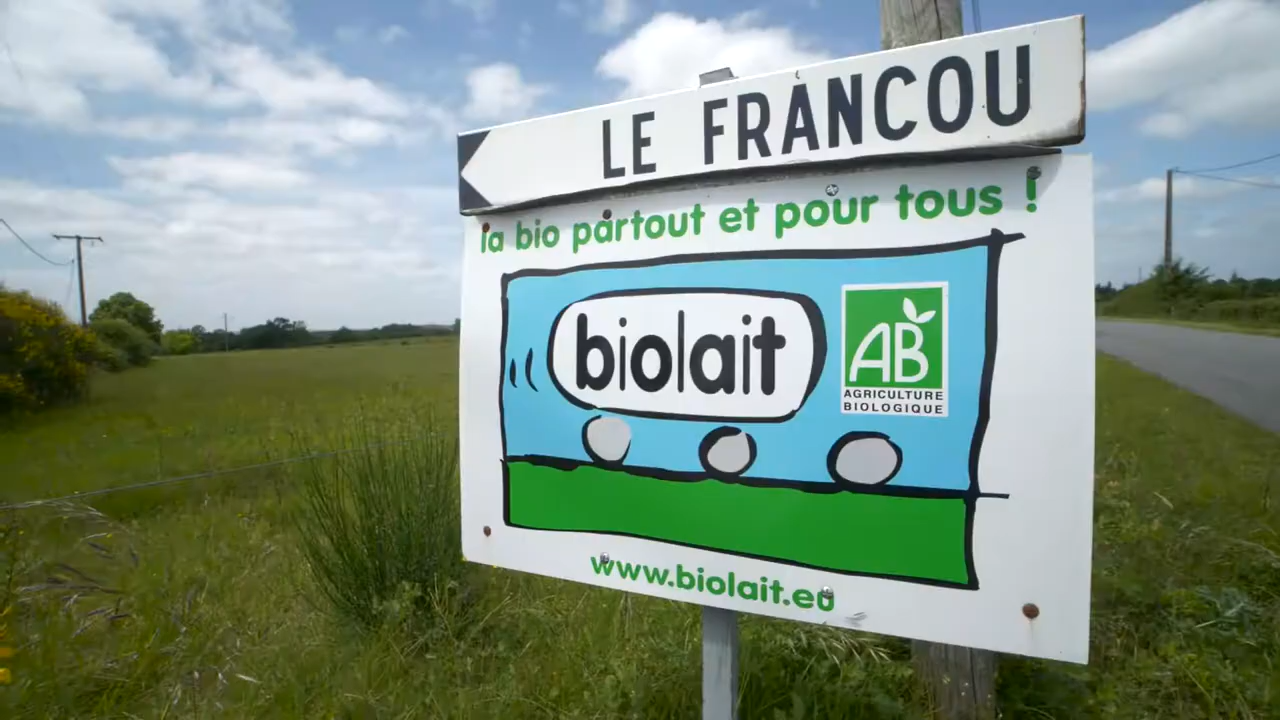 LE FRANCOU
la bio partout et pour tous !
biolait
AB
AGRICULTURE
BIOLOGIQUE
www.biolait.eu